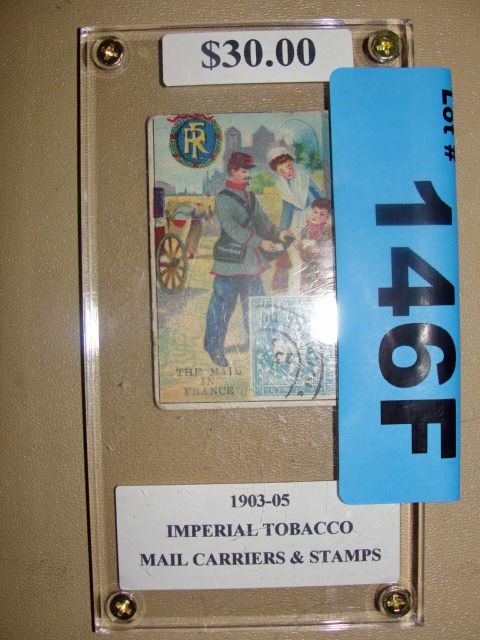 $30.00
Lot #
146F
RF
THE MAIL
IN
FRANCE
1903-05
IMPERIAL TOBACCO
MAIL CARRIERS & STAMPS